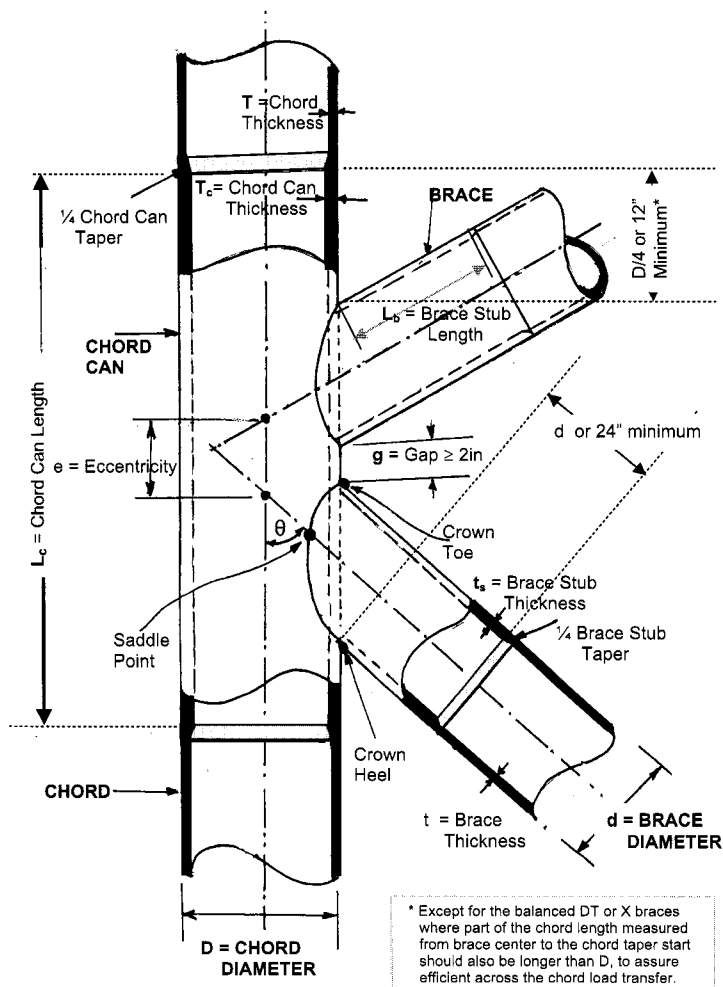 T =Chord
Thickness
Tc= Chord Can
Thickness
¼ Chord Can
Taper
BRACE
D/4 or 12"
Minimum*
Lb = Brace Stub
Length
CHORD
CAN
Lc = Chord Can Length
d or 24" minimum
g = Gap ≥ 2in
e = Eccentricity
θ
Crown
Toe
ts = Brace Stub
Thickness
¼ Brace Stub
Taper
Saddle
Point
Crown
Heel
CHORD
t = Brace
Thickness
d = BRACE
DIAMETER
D = CHORD
DIAMETER
* Except for the balanced DT or X braces
where part of the chord length measured
from brace center to the chord taper start
should also be longer than D, to assure
efficient across the chord load transfer.